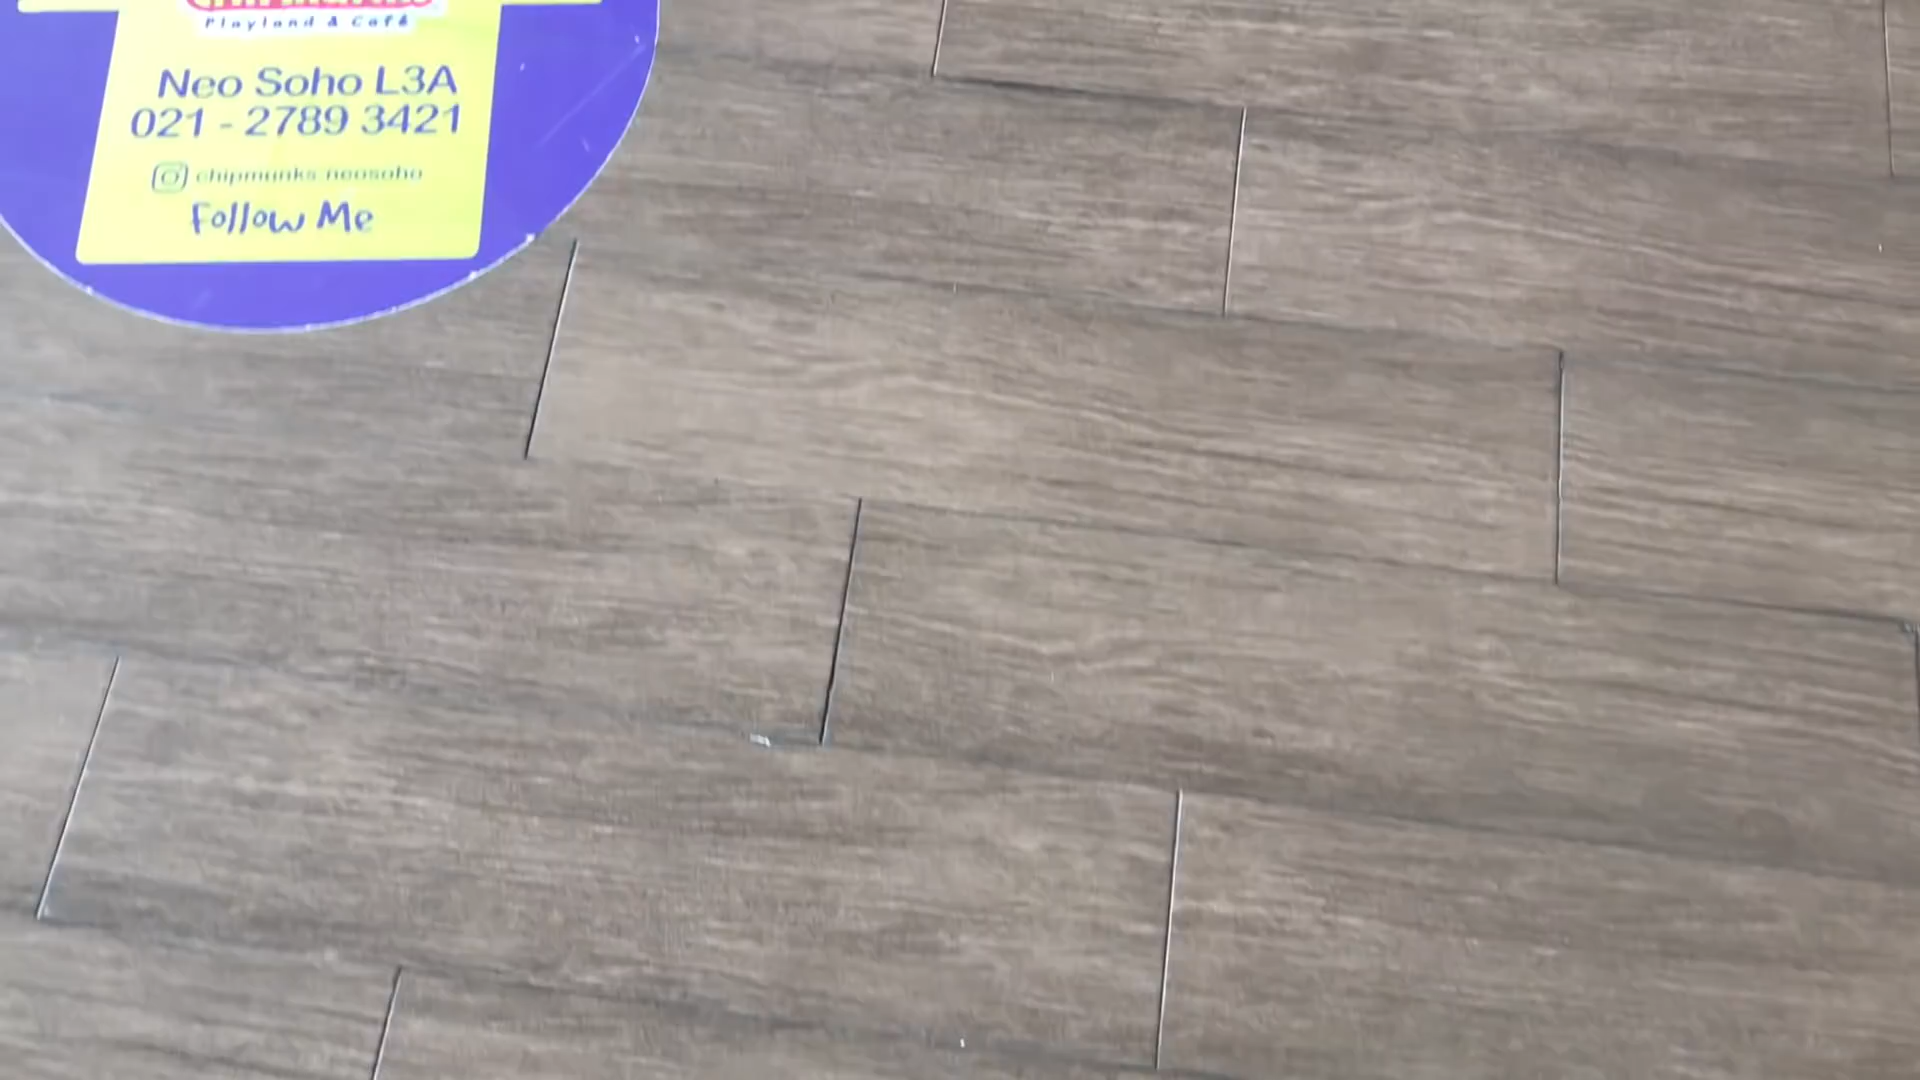 Playland & Café
Neo Soho L3A
021 - 2789 3421
chipmunks.neosoho
Follow Me